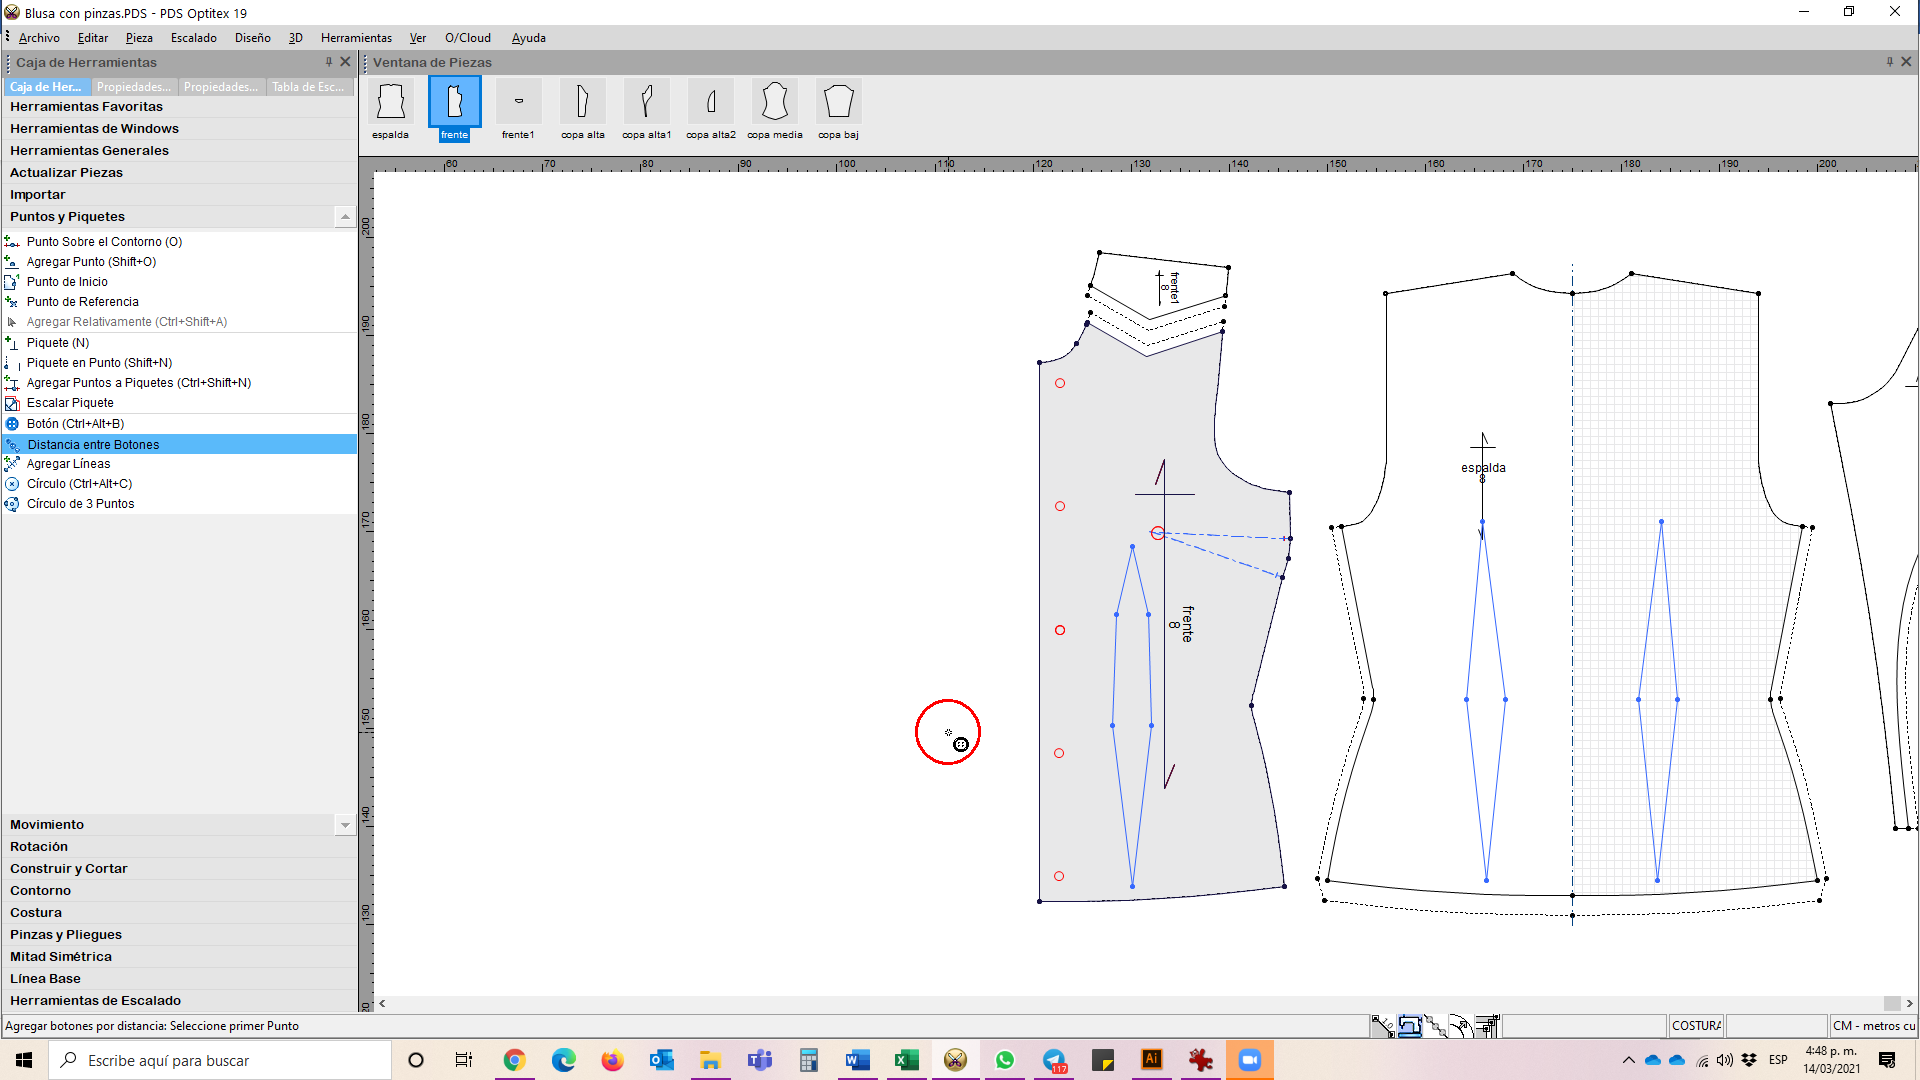 Blusa con pinzas.PDS - PDS Optitex 19
Archivo Editar Pieza Escalado Diseño 3D Herramientas Ver O/Cloud Ayuda
Caja de Herramientas
Caja de Her... Propiedades... Propiedades... Tabla de Esc...
Herramientas Favoritas
Herramientas de Windows
Herramientas Generales
Actualizar Piezas
Importar
Puntos y Piquetes
Punto Sobre el Contorno (O)
Agregar Punto (Shift+O)
Punto de Inicio
Punto de Referencia
Agregar Relativamente (Ctrl+Shift+A)
Piquete (N)
Piquete en Punto (Shift+N)
Agregar Puntos a Piquetes (Ctrl+Shift+N)
Escalar Piquete
Botón (Ctrl+Alt+B)
Distancia entre Botones
Agregar Líneas
Círculo (Ctrl+Alt+C)
Círculo de 3 Puntos
Movimiento
Rotación
Construir y Cortar
Contorno
Costura
Pinzas y Pliegues
Mitad Simétrica
Línea Base
Herramientas de Escalado
Ventana de Piezas
espalda frente frente1 copa alta copa alta1 copa alta2 copa media copa baj
60 70 80 90 100 110 120 130 140 150 160 170 180 190 200
200
190
180
170
160
150
140
130
20
frente1
8
frente
8
espalda
8
Agregar botones por distancia: Seleccione primer Punto
COSTURA
CM - metros cu
Escribe aquí para buscar
117
Ai
ESP
4:48 p. m.
14/03/2021